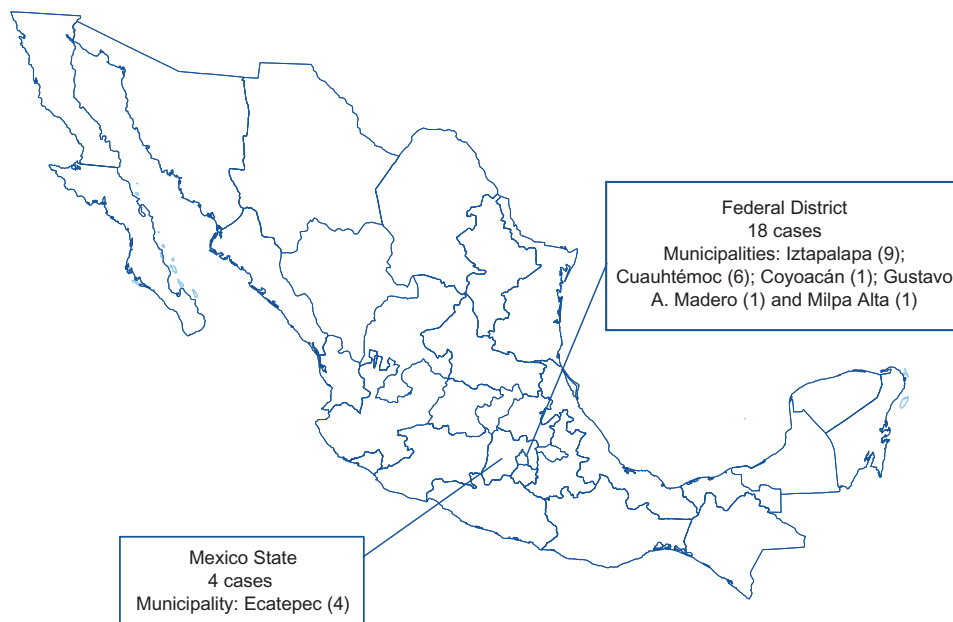 Federal District
18 cases
Municipalities: Iztapalapa (9);
Cuauhtémoc (6); Coyoacán (1); Gustavo
A. Madero (1) and Milpa Alta (1)
Mexico State
4 cases
Municipality: Ecatepec (4)